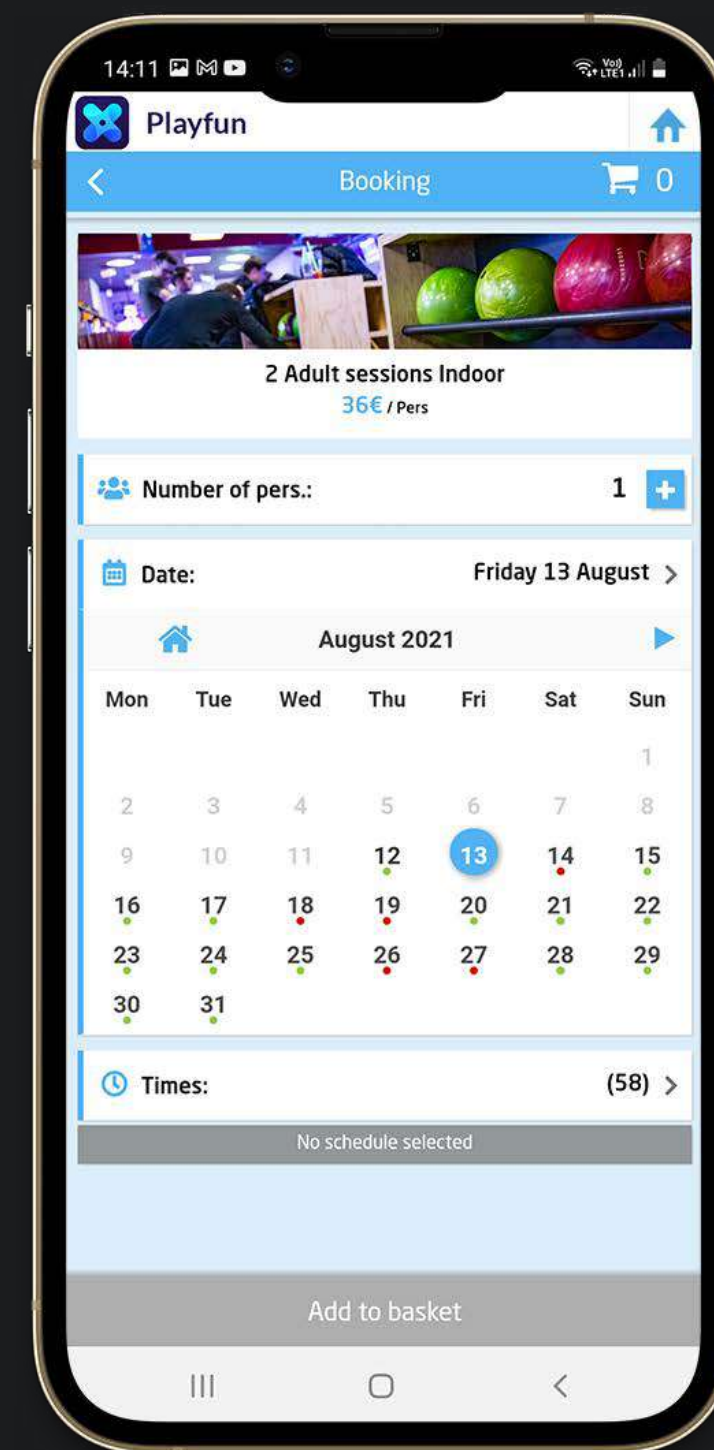 14:11
Vo))
LTE1
Playfun
Booking
0
2 Adult sessions Indoor
36€ / Pers
Number of pers.:
1
Date:
Friday 13 August
August 2021
Mon Tue Wed Thu Fri Sat Sun
1
2 3 4 5 6 7 8
9 10 11 12 13 14 15
16 17 18 19 20 21 22
23 24 25 26 27 28 29
30 31
Times:
(58)
No schedule selected
Add to basket